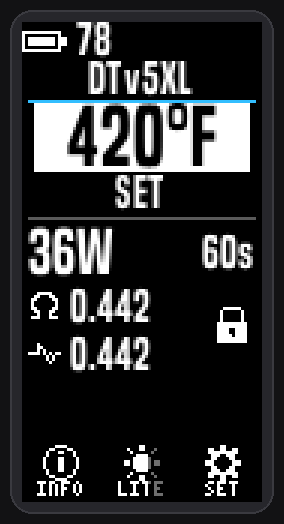 78
DTv5XL
420°F
SET
36W 60s
Ω 0.442
0.442
INFO LITE SET